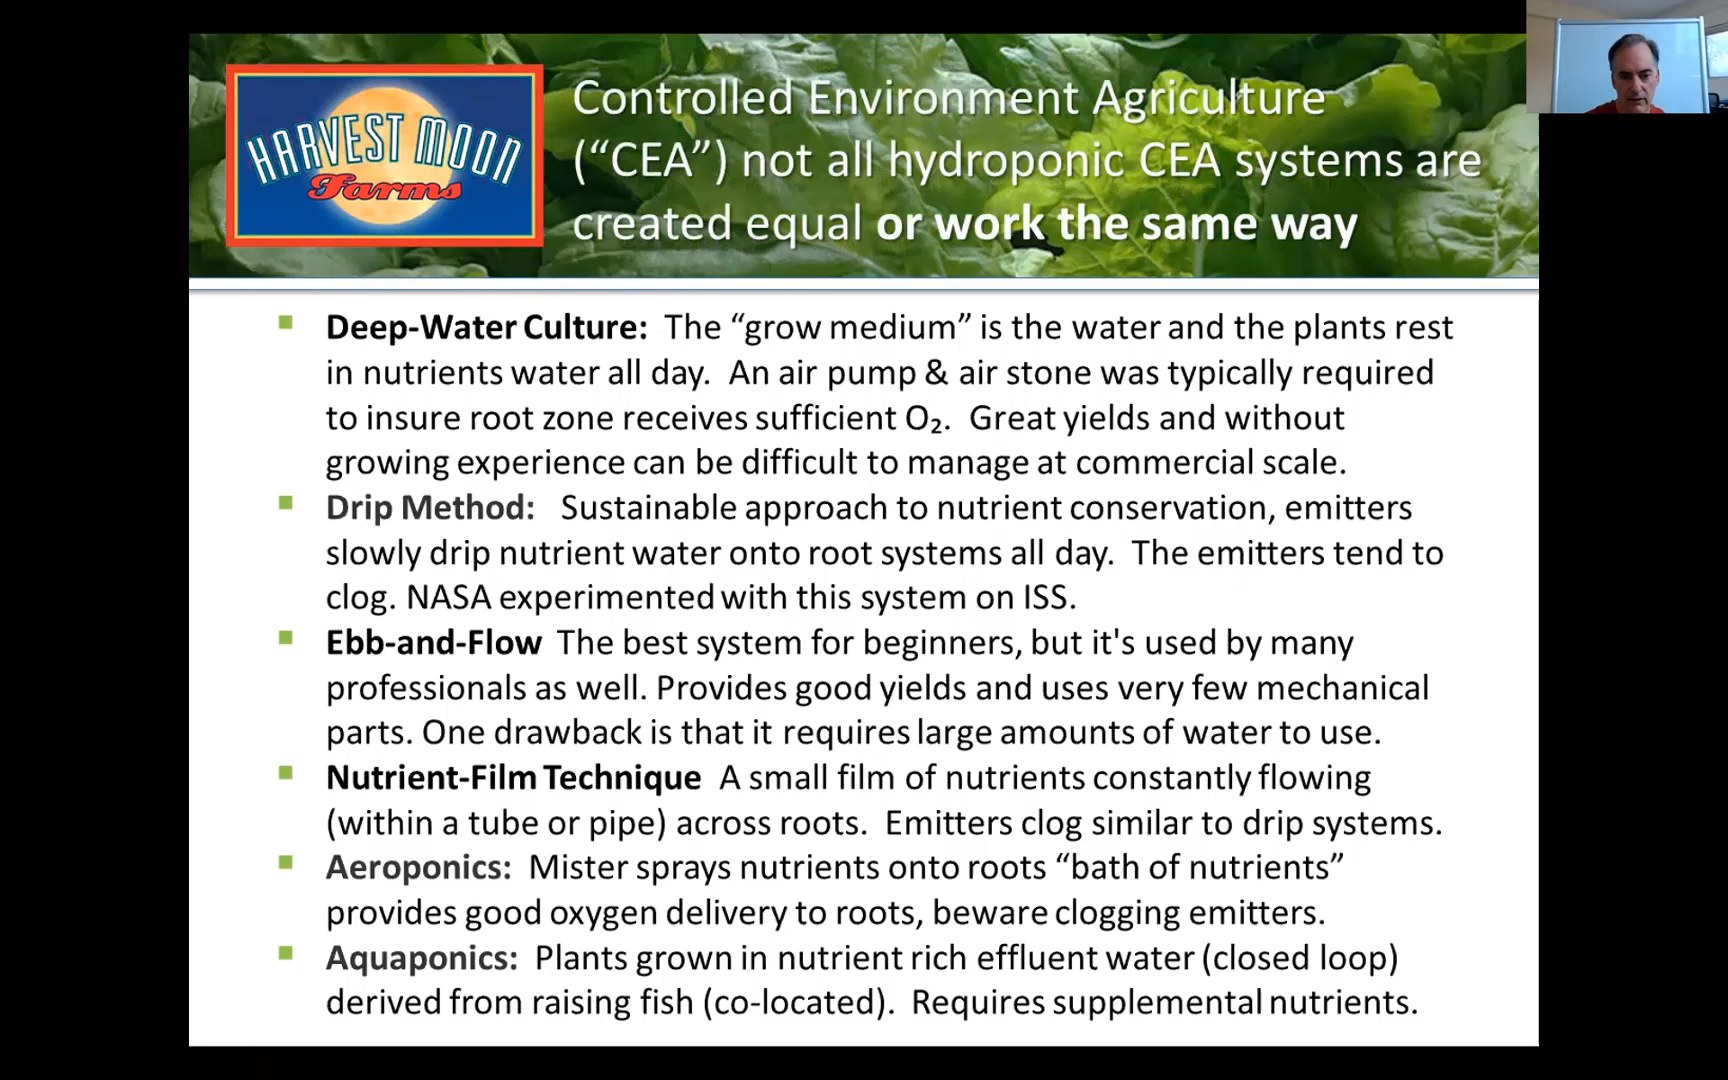 HARVEST MOON
Farms
Controlled Environment Agriculture
(“CEA”) not all hydroponic CEA systems are
created equal or work the same way
▪ Deep-Water Culture: The “grow medium” is the water and the plants rest
in nutrients water all day. An air pump & air stone was typically required
to insure root zone receives sufficient O₂. Great yields and without
growing experience can be difficult to manage at commercial scale.
▪ Drip Method: Sustainable approach to nutrient conservation, emitters
slowly drip nutrient water onto root systems all day. The emitters tend to
clog. NASA experimented with this system on ISS.
▪ Ebb-and-Flow The best system for beginners, but it's used by many
professionals as well. Provides good yields and uses very few mechanical
parts. One drawback is that it requires large amounts of water to use.
▪ Nutrient-Film Technique A small film of nutrients constantly flowing
(within a tube or pipe) across roots. Emitters clog similar to drip systems.
▪ Aeroponics: Mister sprays nutrients onto roots “bath of nutrients”
provides good oxygen delivery to roots, beware clogging emitters.
▪ Aquaponics: Plants grown in nutrient rich effluent water (closed loop)
derived from raising fish (co-located). Requires supplemental nutrients.